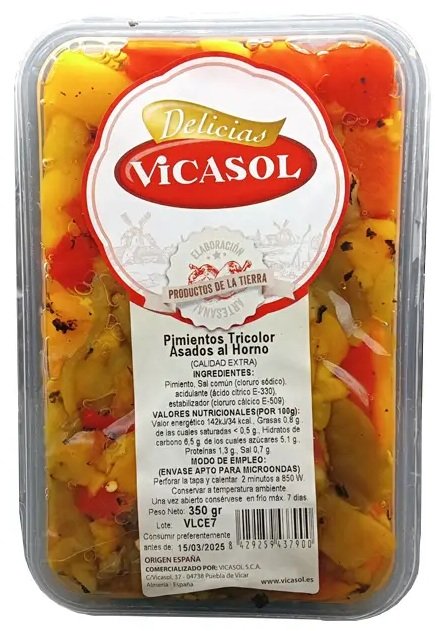 Delicias
VICASOL
ELABORACIÓN
PRODUCTOS DE LA TIERRA
ARTESANAL
Pimientos Tricolor
Asados al Horno
(CALIDAD EXTRA)
INGREDIENTES:
Pimiento, Sal común (cloruro sódico),
acidulante (ácido cítrico E-330),
estabilizador (cloruro cálcico E-509)
VALORES NUTRICIONALES(POR 100g):
Valor energético 142kJ/34 kcal., Grasas 0,8 g
de las cuales saturadas < 0,5 g., Hidratos de
carbono 6,5 g. de los cuales azúcares 5,1 g.
Proteínas 1,3 g., Sal 0,7 g.
MODO DE EMPLEO:
(ENVASE APTO PARA MICROONDAS)
Perforar la tapa y calentar 2 minutos a 850 W.
Conservar a temperatura ambiente.
Una vez abierto consérvese en frío máx. 7 días.
Peso Neto: 350 gr
Lote: VLCE7
Consumir preferentemente
antes de: 15/03/2025
8 429259 437900
ORIGEN ESPAÑA
COMERCIALIZADO POR: VICASOL S.C.A.
C/Vicasol, 37 - 04738 Puebla de Vicar
Almería - España
www.vicasol.es